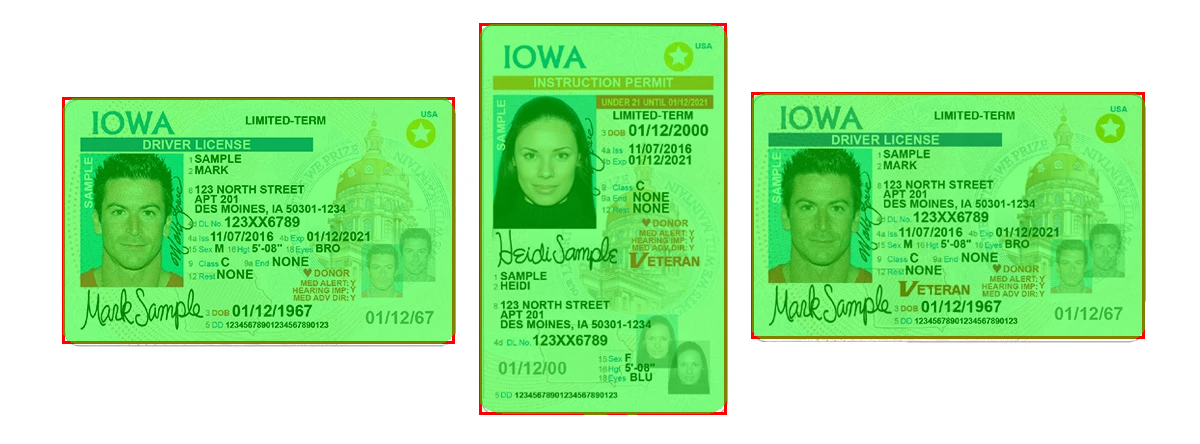 IOWA
USA
LIMITED-TERM
DRIVER LICENSE
SAMPLE
1 SAMPLE
2 MARK
8 123 NORTH STREET
APT 201
DES MOINES, IA 50301-1234
4d DL No. 123XX6789
4a Iss 11/07/2016 4b Exp 01/12/2021
15 Sex M 16 Hgt 5'-08" 18 Eyes BRO
9 Class C 9a End NONE
12 Rest NONE
DONOR
MED ALERT: Y
HEARING IMP: Y
MED ADV DIR: Y
Mark Sample
3 DOB 01/12/1967
01/12/67
5 DD 12345678901234567890123
IOWA
USA
INSTRUCTION PERMIT
SAMPLE
UNDER 21 UNTIL 01/12/2021
LIMITED-TERM
3 DOB 01/12/2000
4a Iss 11/07/2016
4b Exp 01/12/2021
9 Class C
9a End NONE
12 Rest NONE
DONOR
MED ALERT: Y
HEARING IMP: Y
MED ADV DIR: Y
VETERAN
Heidi Sample
1 SAMPLE
2 HEIDI
8 123 NORTH STREET
APT 201
DES MOINES, IA 50301-1234
4d DL No. 123XX6789
01/12/00
15 Sex F
16 Hgt 5'-08"
18 Eyes BLU
5 DD 12345678901234567890123
IOWA
USA
LIMITED-TERM
DRIVER LICENSE
SAMPLE
1 SAMPLE
2 MARK
8 123 NORTH STREET
APT 201
DES MOINES, IA 50301-1234
4d DL No. 123XX6789
4a Iss 11/07/2016 4b Exp 01/12/2021
15 Sex M 16 Hgt 5'-08" 18 Eyes BRO
9 Class C 9a End NONE
12 Rest NONE
DONOR
MED ALERT: Y
HEARING IMP: Y
MED ADV DIR: Y
VETERAN
Mark Sample
3 DOB 01/12/1967
01/12/67
5 DD 12345678901234567890123